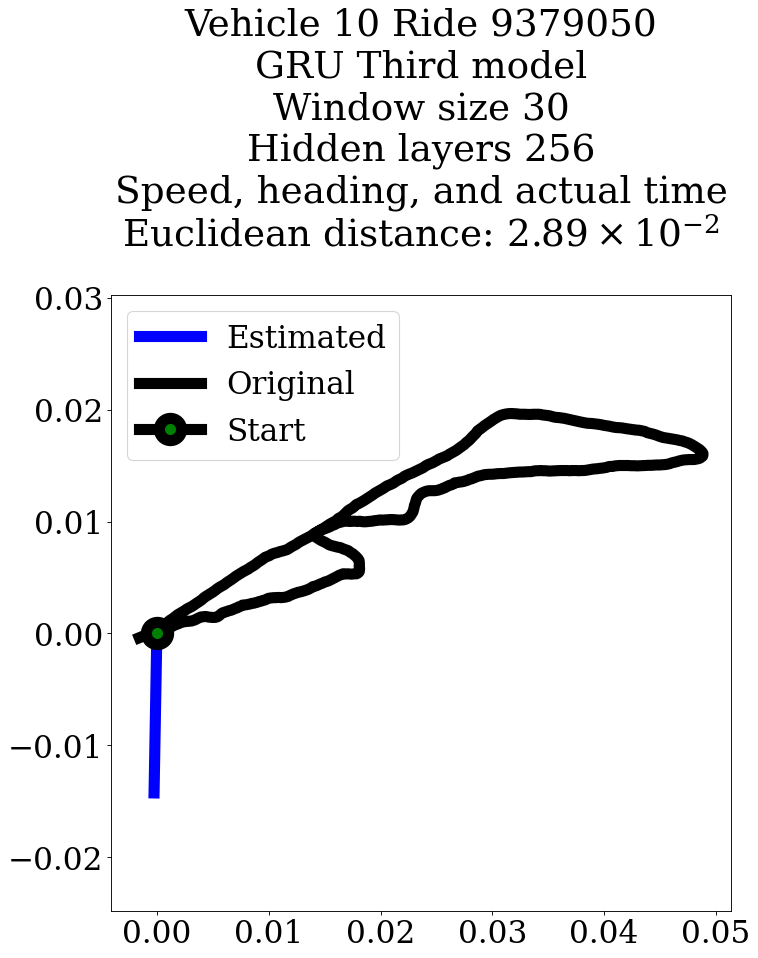 Vehicle 10 Ride 9379050
GRU Third model
Window size 30
Hidden layers 256
Speed, heading, and actual time
Euclidean distance: 2.89 × 10⁻²
0.03
Estimated
Original
Start
0.02
0.01
0.00
−0.01
−0.02
0.00 0.01 0.02 0.03 0.04 0.05